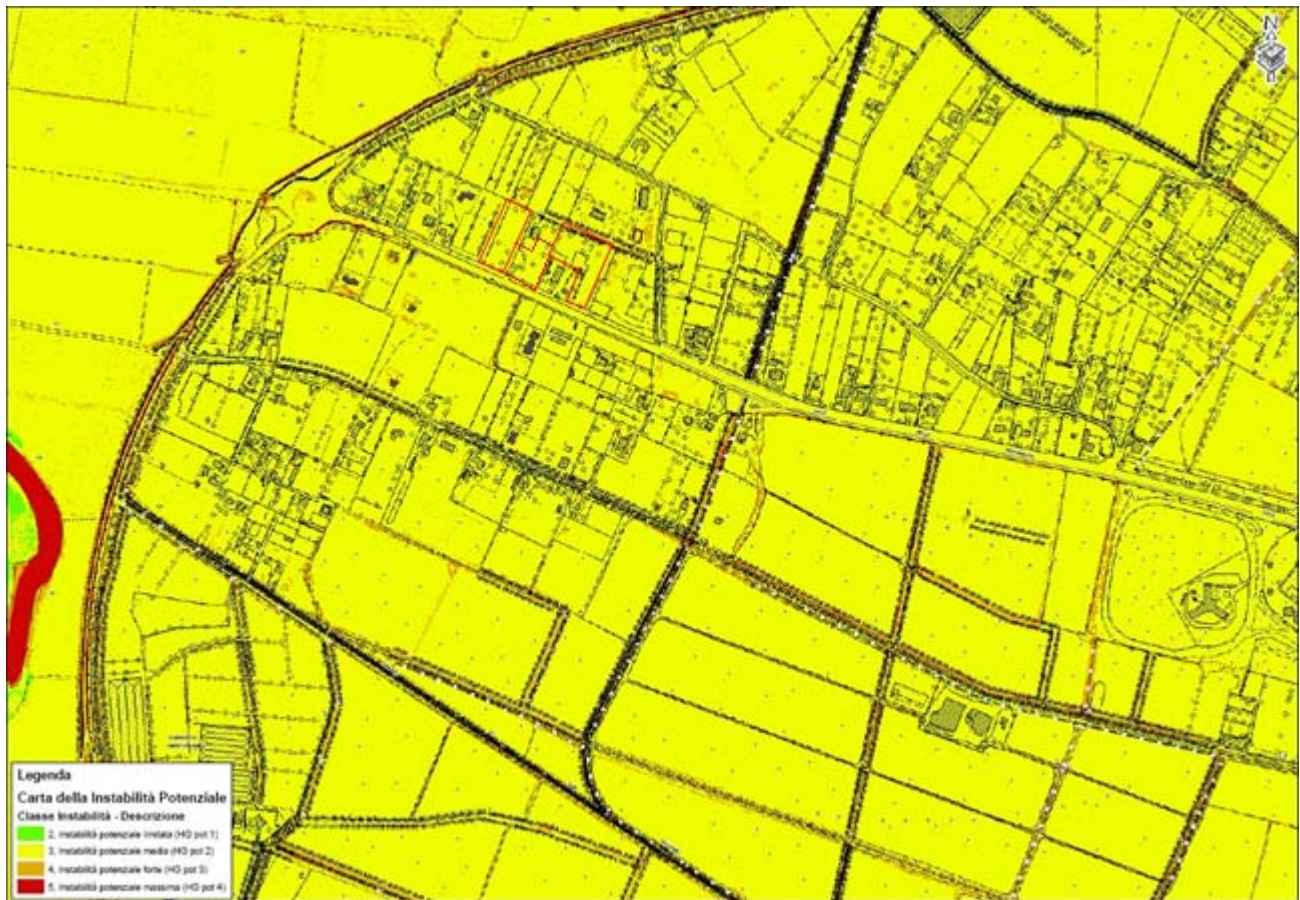 N
Legenda
Carta della Instabilità Potenziale
Classe Instabilità - Descrizione
2. Instabilità potenziale limitata (HG pot 1)
3. Instabilità potenziale media (HG pot 2)
4. Instabilità potenziale forte (HG pot 3)
5. Instabilità potenziale massima (HG pot 4)